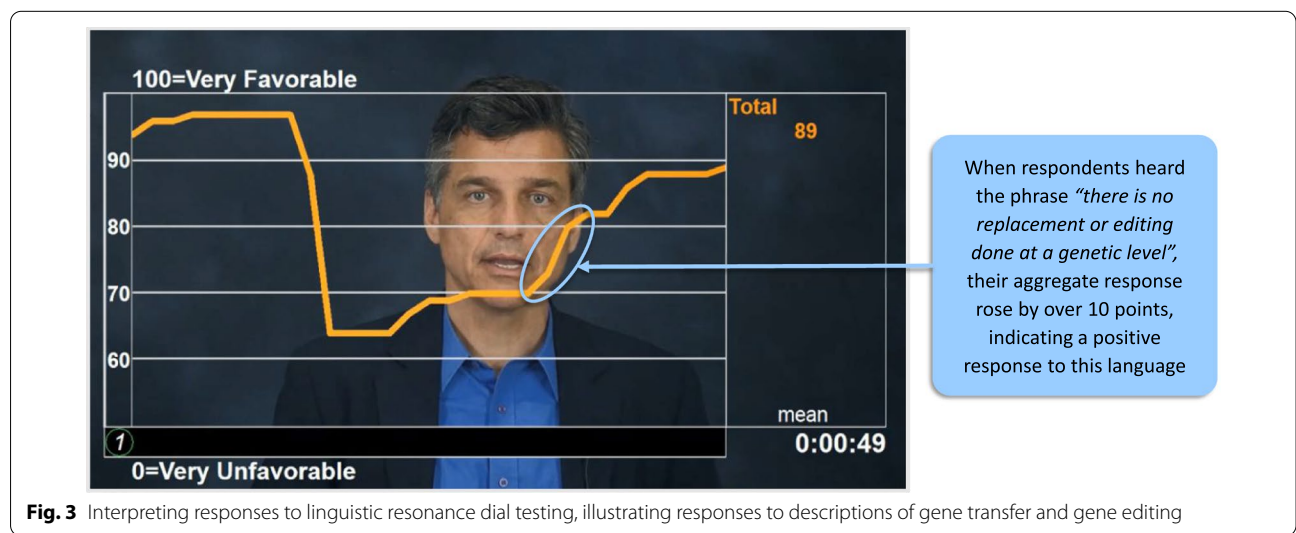 100=Very Favorable
Total
89
90
80
70
60
When respondents heard
the phrase “there is no
replacement or editing
done at a genetic level”,
their aggregate response
rose by over 10 points,
indicating a positive
response to this language
mean
1
0:00:49
0=Very Unfavorable
Fig. 3 Interpreting responses to linguistic resonance dial testing, illustrating responses to descriptions of gene transfer and gene editing